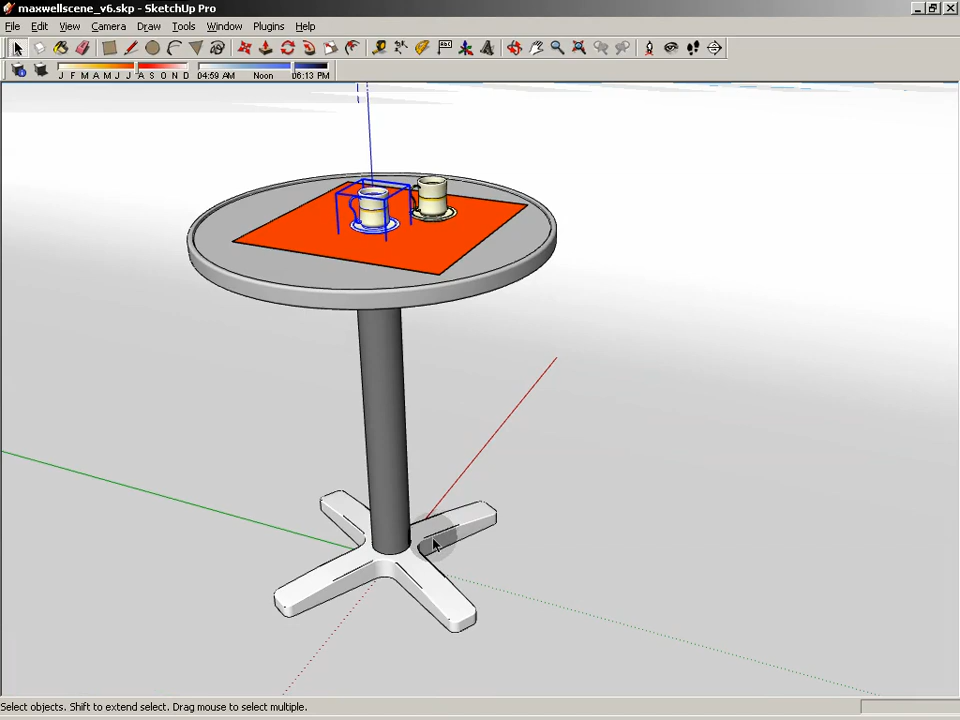 maxwellscene_v6.skp - SketchUp Pro
File Edit View Camera Draw Tools Window Plugins Help
J F M A M J J A S O N D 04:59 AM Noon 06:13 PM
Select objects. Shift to extend select. Drag mouse to select multiple.